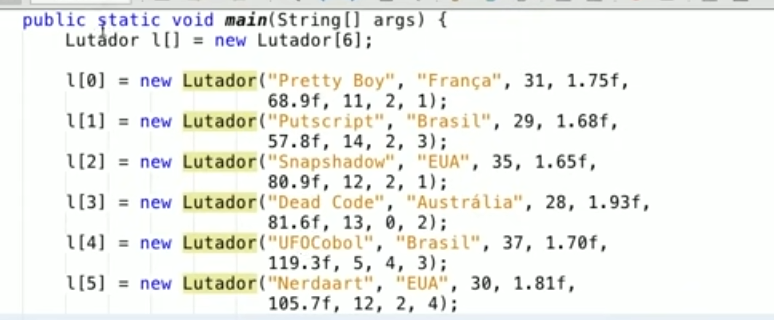 public static void main(String[] args) {
Lutador l[] = new Lutador[6];
l[0] = new Lutador("Pretty Boy", "França", 31, 1.75f,
68.9f, 11, 2, 1);
l[1] = new Lutador("Putscript", "Brasil", 29, 1.68f,
57.8f, 14, 2, 3);
l[2] = new Lutador("Snapshadow", "EUA", 35, 1.65f,
80.9f, 12, 2, 1);
l[3] = new Lutador("Dead Code", "Austrália", 28, 1.93f,
81.6f, 13, 0, 2);
l[4] = new Lutador("UFOCobol", "Brasil", 37, 1.70f,
119.3f, 5, 4, 3);
l[5] = new Lutador("Nerdaart", "EUA", 30, 1.81f,
105.7f, 12, 2, 4);